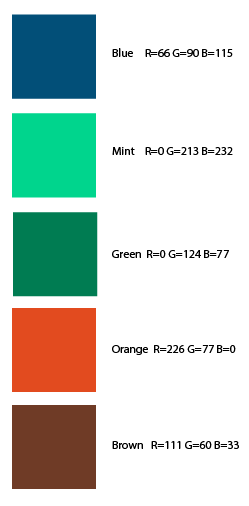 Blue R=66 G=90 B=115
Mint R=0 G=213 B=232
Green R=0 G=124 B=77
Orange R=226 G=77 B=0
Brown R=111 G=60 B=33